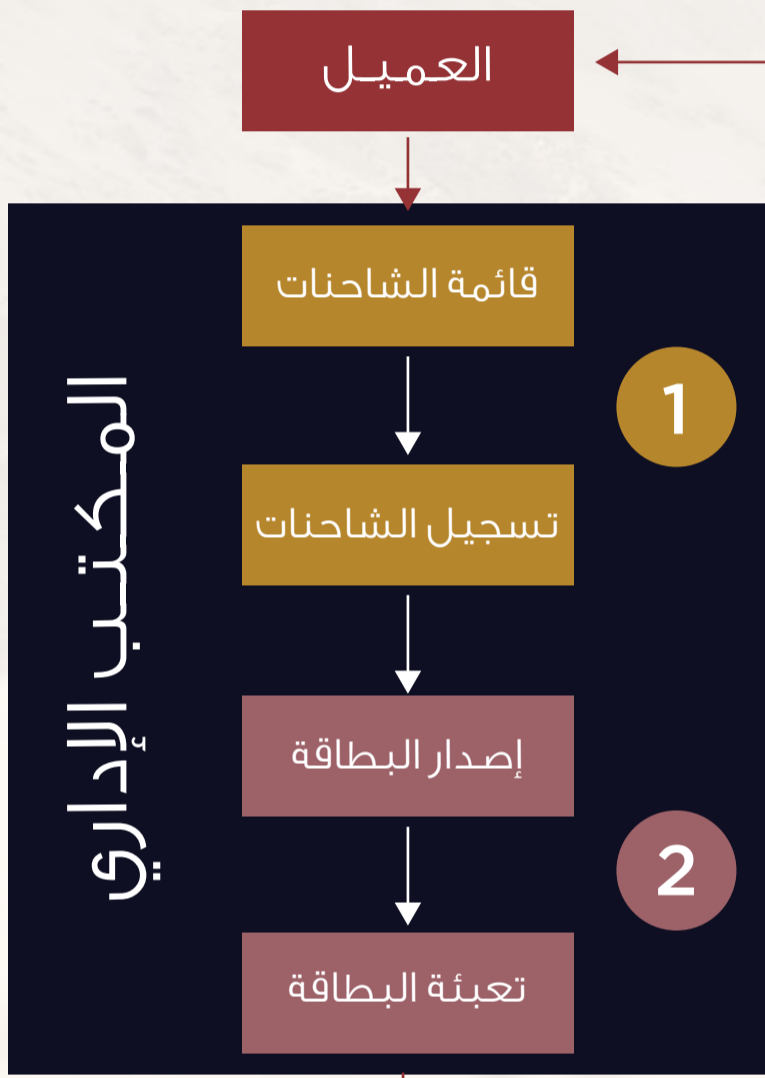 العميل
قائمة الشاحنات
1
تسجيل الشاحنات
المكتب الإداري
إصدار البطاقة
2
تعبئة البطاقة